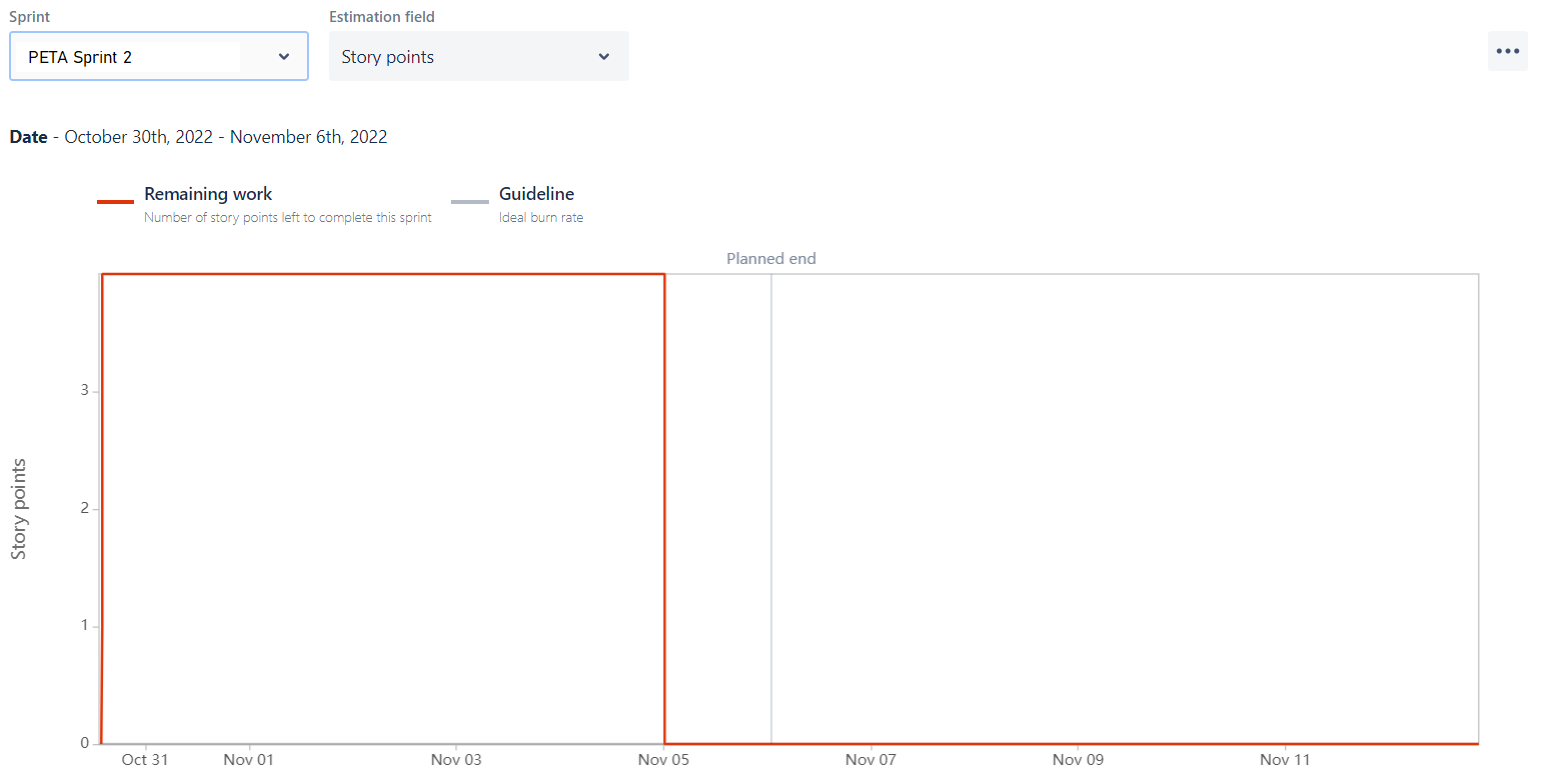 Sprint
Estimation field
PETA Sprint 2
Story points
Date - October 30th, 2022 - November 6th, 2022
Remaining work
Number of story points left to complete this sprint
Guideline
Ideal burn rate
Planned end
3
2
1
0
Story points
Oct 31
Nov 01
Nov 03
Nov 05
Nov 07
Nov 09
Nov 11